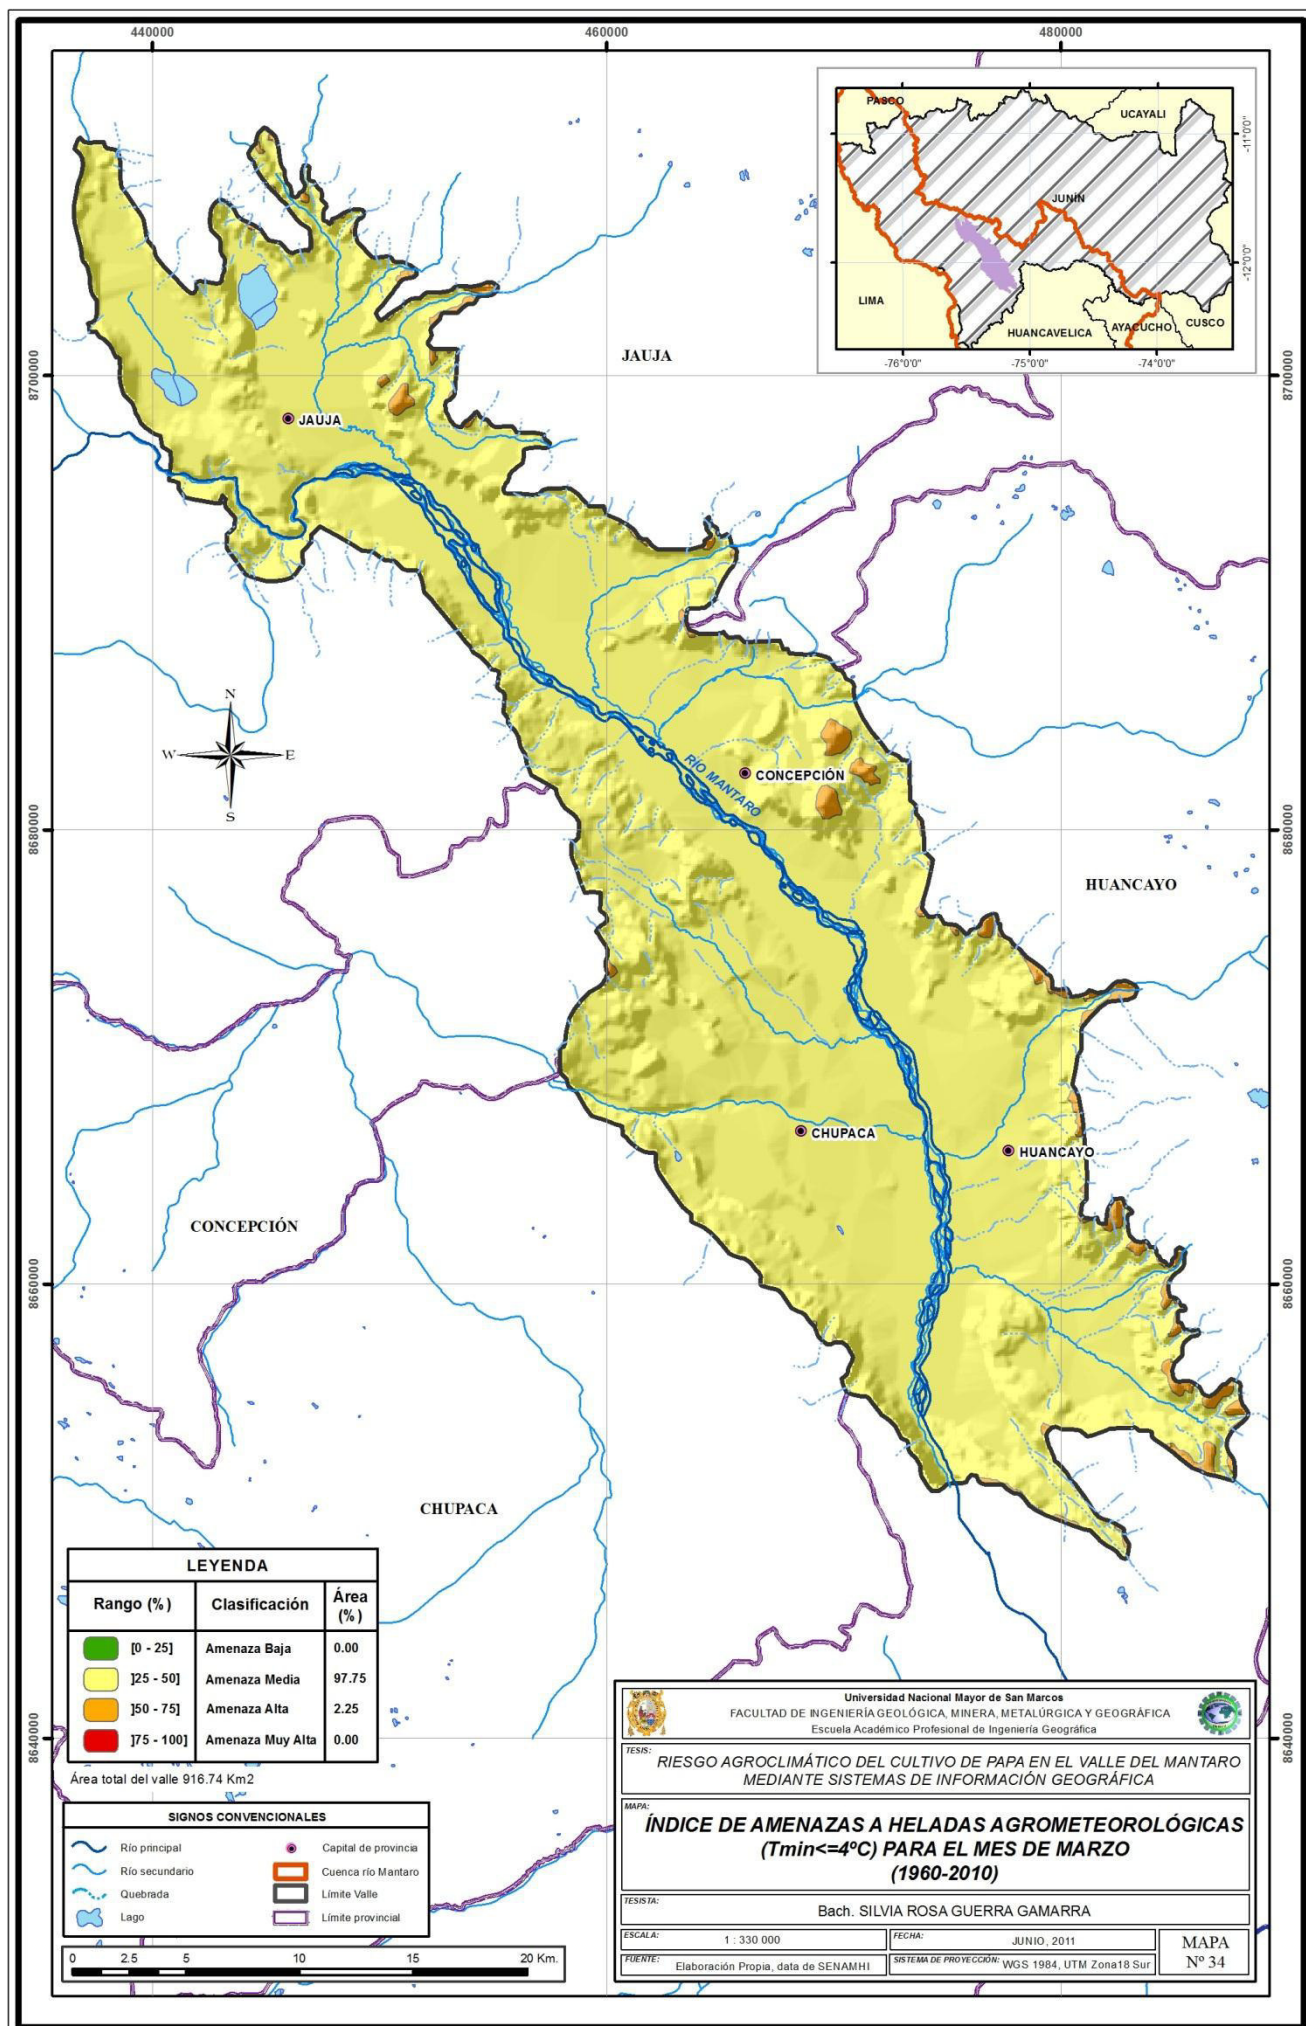 440000
460000
480000
PASCO
UCAYALI
JUNÍN
LIMA
HUANCAVELICA
AYACUCHO
CUSCO
-11°0'0"
-12°0'0"
-76°0'0"
-75°0'0"
-74°0'0"
JAUJA
8700000
8700000
JAUJA
N
W
E
S
RÍO MANTARO
CONCEPCIÓN
8680000
8680000
HUANCAYO
CHUPACA
HUANCAYO
CONCEPCIÓN
8660000
8660000
CHUPACA
LEYENDA
Rango (%) Clasificación Área (%)
[0 - 25] Amenaza Baja 0.00
]25 - 50] Amenaza Media 97.75
]50 - 75] Amenaza Alta 2.25
]75 - 100] Amenaza Muy Alta 0.00
8640000
8640000
Área total del valle 916.74 Km2
SIGNOS CONVENCIONALES
Río principal
Río secundario
Quebrada
Lago
Capital de provincia
Cuenca río Mantaro
Límite Valle
Límite provincial
0 2.5 5 10 15 20 Km.
Universidad Nacional Mayor de San Marcos
FACULTAD DE INGENIERÍA GEOLÓGICA, MINERA, METALÚRGICA Y GEOGRÁFICA
Escuela Académico Profesional de Ingeniería Geográfica
TESIS:
RIESGO AGROCLIMÁTICO DEL CULTIVO DE PAPA EN EL VALLE DEL MANTARO
MEDIANTE SISTEMAS DE INFORMACIÓN GEOGRÁFICA
MAPA:
ÍNDICE DE AMENAZAS A HELADAS AGROMETEOROLÓGICAS
(Tmin<=4ºC) PARA EL MES DE MARZO
(1960-2010)
TESISTA:
Bach. SILVIA ROSA GUERRA GAMARRA
ESCALA: 1 : 330 000
FECHA: JUNIO, 2011
FUENTE: Elaboración Propia, data de SENAMHI
SISTEMA DE PROYECCIÓN: WGS 1984, UTM Zona18 Sur
MAPA
Nº 34